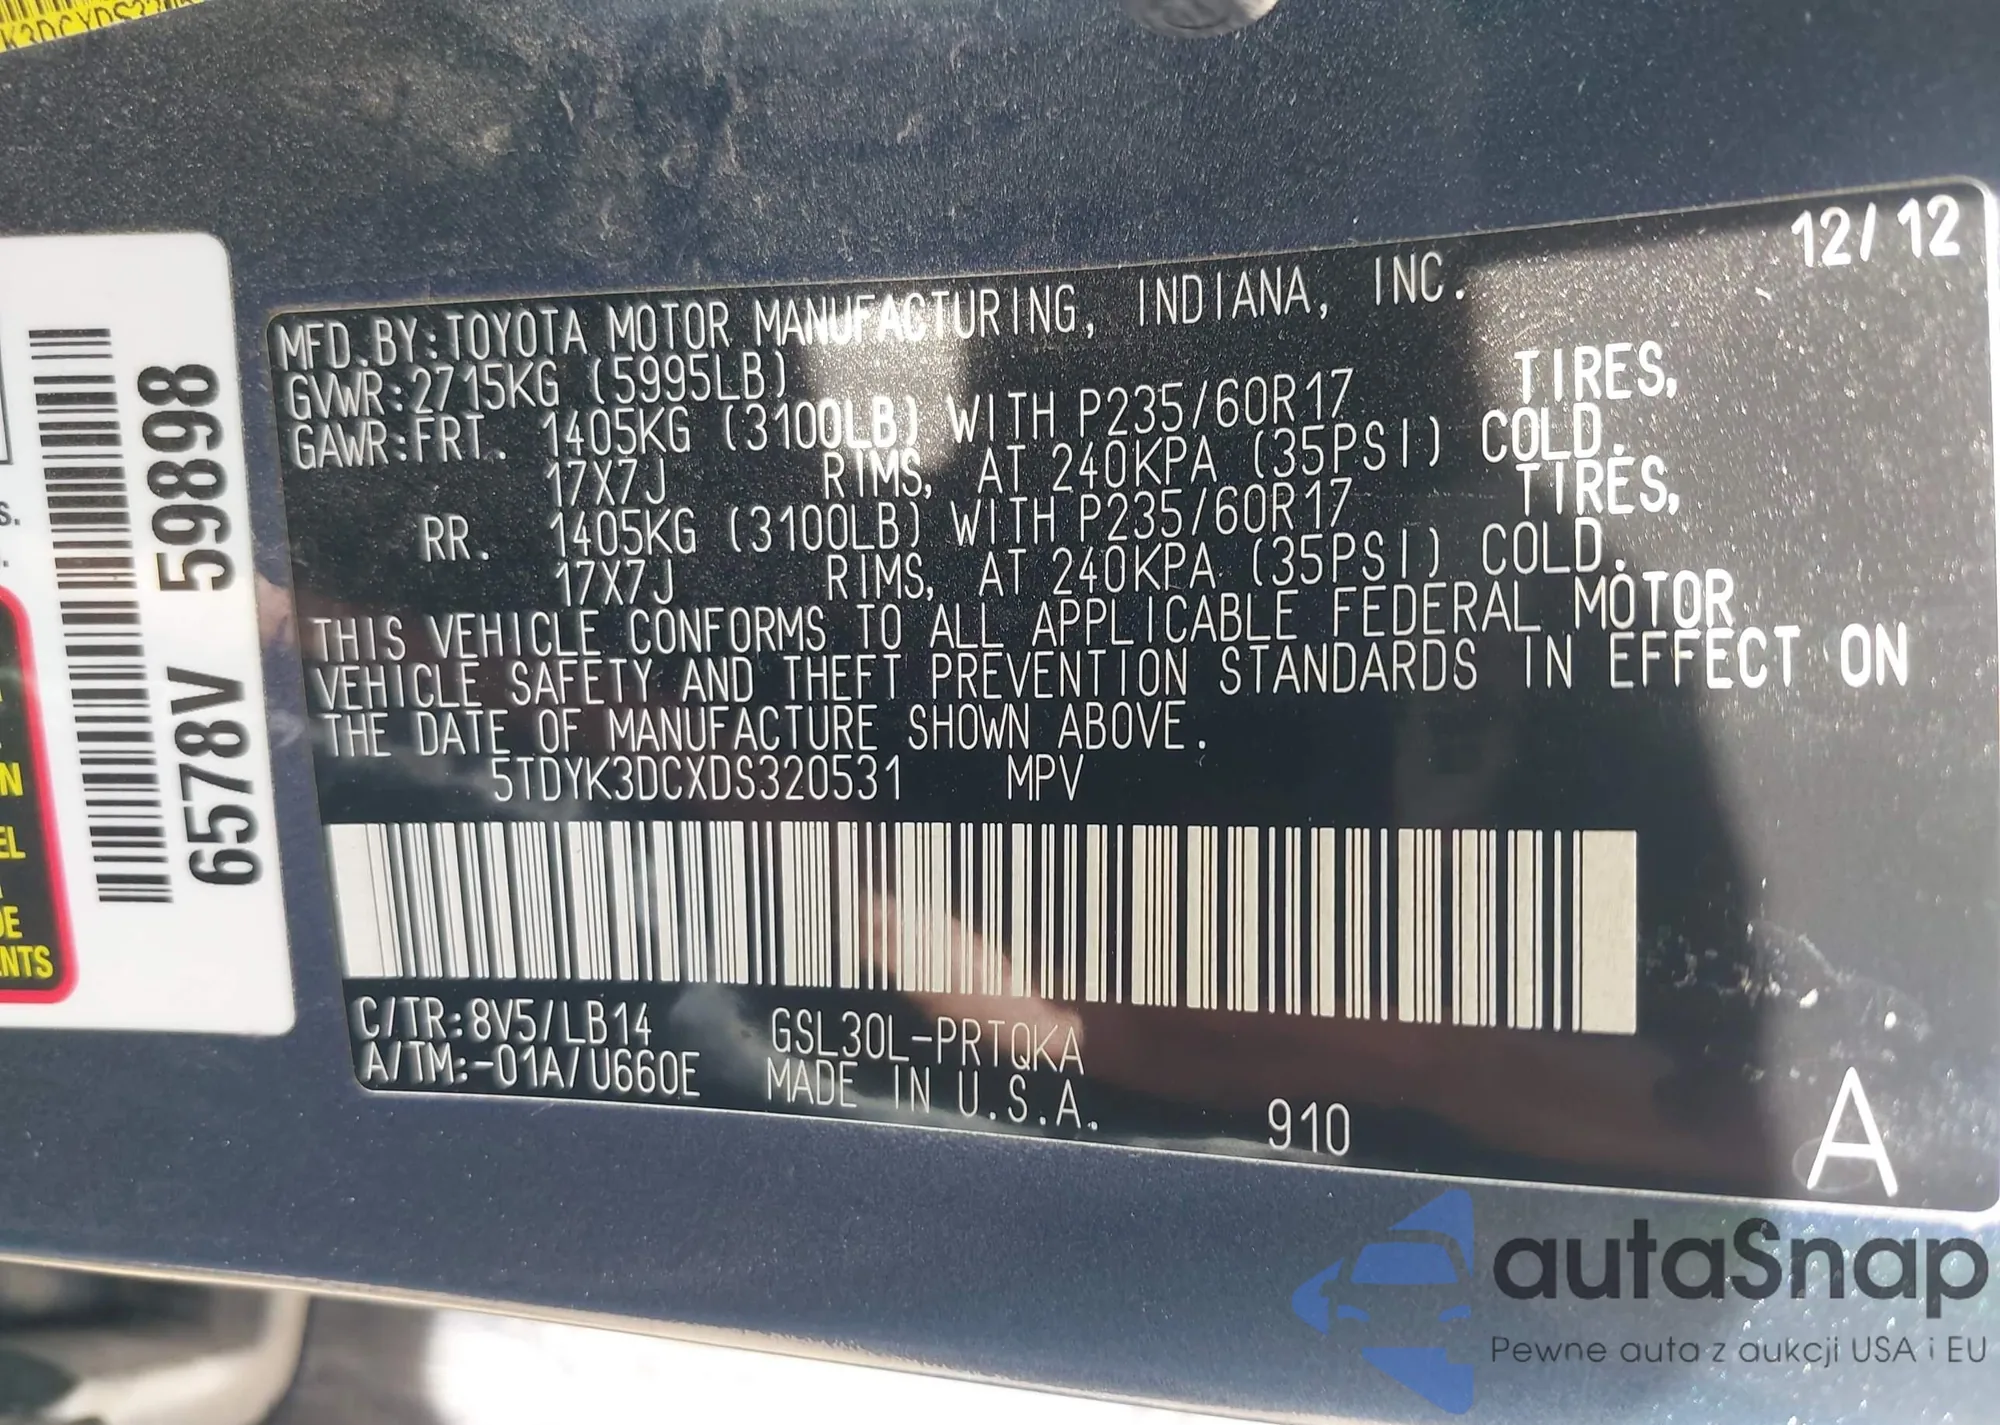 K3DCXDS320
12/12
MFD.BY:TOYOTA MOTOR MANUFACTURING, INDIANA, INC.
GVWR:2715KG (5995LB)
GAWR:FRT. 1405KG (3100LB) WITH P235/60R17 TIRES,
17X7J RIMS, AT 240KPA (35PSI) COLD.
RR. 1405KG (3100LB) WITH P235/60R17 TIRES,
17X7J RIMS, AT 240KPA (35PSI) COLD.
THIS VEHICLE CONFORMS TO ALL APPLICABLE FEDERAL MOTOR
VEHICLE SAFETY AND THEFT PREVENTION STANDARDS IN EFFECT ON
THE DATE OF MANUFACTURE SHOWN ABOVE.
5TDYK3DCXDS320531 MPV
C/TR:8V5/LB14 GSL30L-PRTQKA
A/TM:-01A/U660E MADE IN U.S.A.
910
A
6578V 59898
ENTS
autaSnap
Pewne auta z aukcji USA i EU